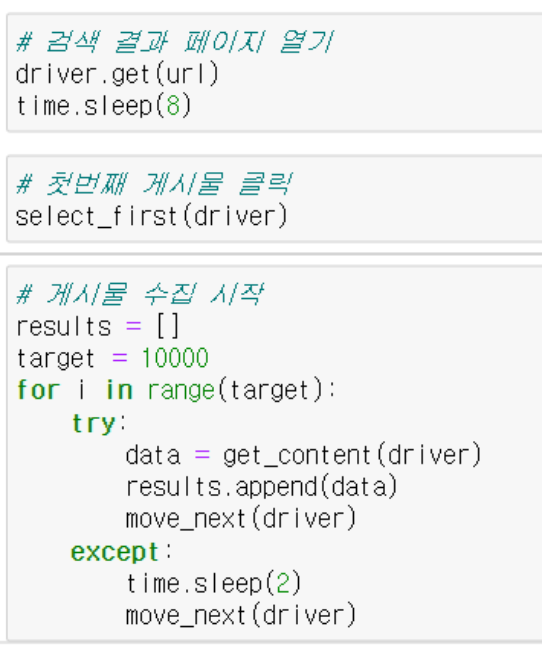 # 검색 결과 페이지 열기
driver.get(url)
time.sleep(8)
# 첫번째 게시물 클릭
select_first(driver)
# 게시물 수집 시작
results = []
target = 10000
for i in range(target):
    try:
        data = get_content(driver)
        results.append(data)
        move_next(driver)
    except:
        time.sleep(2)
        move_next(driver)